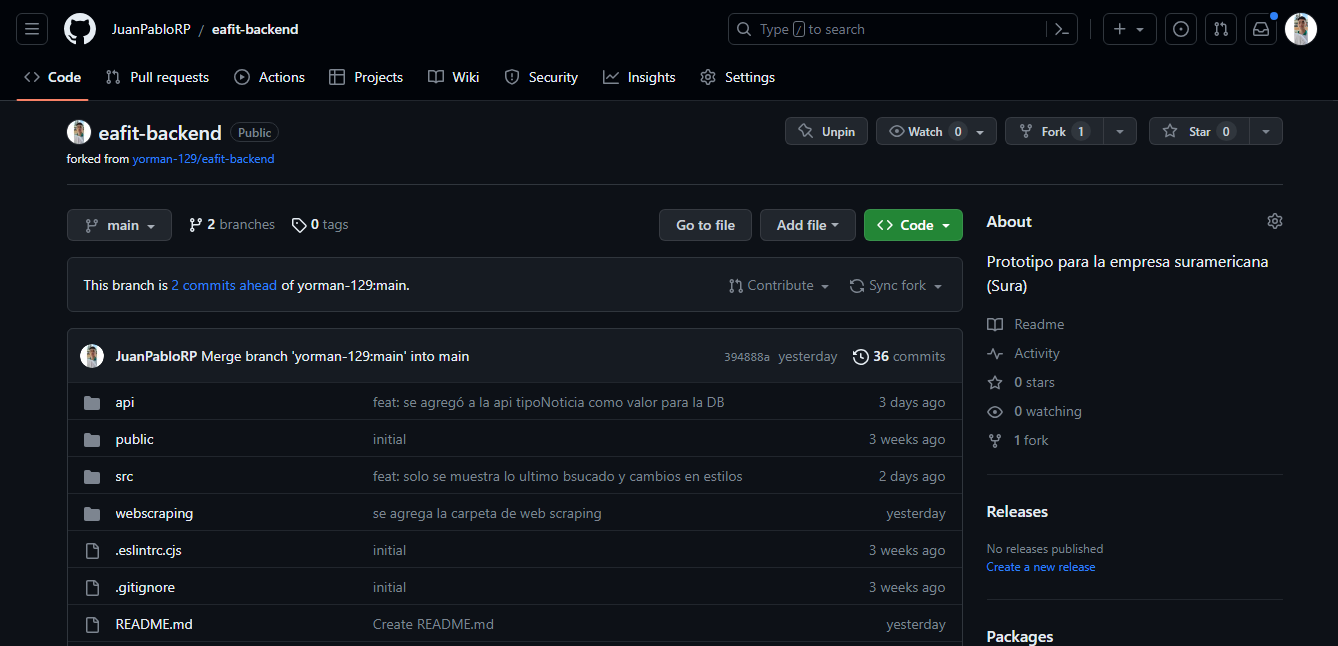 JuanPabloRP / eafit-backend
Type / to search
Code Pull requests Actions Projects Wiki Security Insights Settings
eafit-backend Public
Unpin Watch 0 Fork 1 Star 0
forked from yorman-129/eafit-backend
main 2 branches 0 tags
Go to file Add file Code
This branch is 2 commits ahead of yorman-129:main.
Contribute Sync fork
JuanPabloRP Merge branch 'yorman-129:main' into main 394888a yesterday 36 commits
api feat: se agregó a la api tipoNoticia como valor para la DB 3 days ago
public initial 3 weeks ago
src feat: solo se muestra lo ultimo bsucado y cambios en estilos 2 days ago
webscraping se agrega la carpeta de web scraping yesterday
.eslintrc.cjs initial 3 weeks ago
.gitignore initial 3 weeks ago
README.md Create README.md yesterday
About
Prototipo para la empresa suramericana
(Sura)
Readme
Activity
0 stars
0 watching
1 fork
Releases
No releases published
Create a new release
Packages